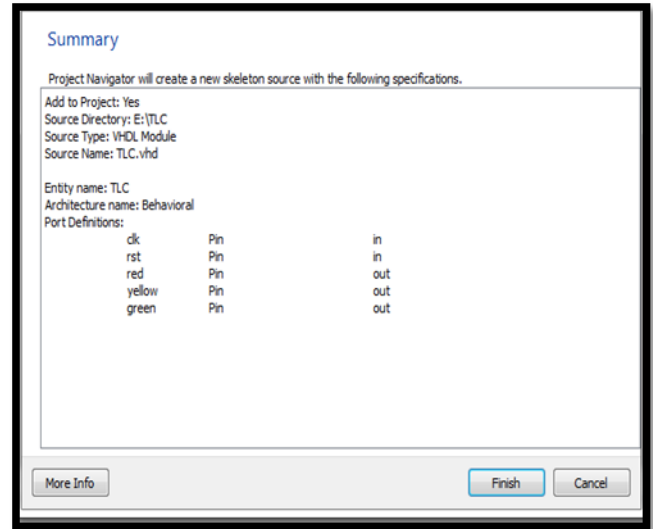 Summary
Project Navigator will create a new skeleton source with the following specifications.
Add to Project: Yes
Source Directory: E:\TLC
Source Type: VHDL Module
Source Name: TLC.vhd
Entity name: TLC
Architecture name: Behavioral
Port Definitions:
clk Pin in
rst Pin in
red Pin out
yellow Pin out
green Pin out
More Info Finish Cancel